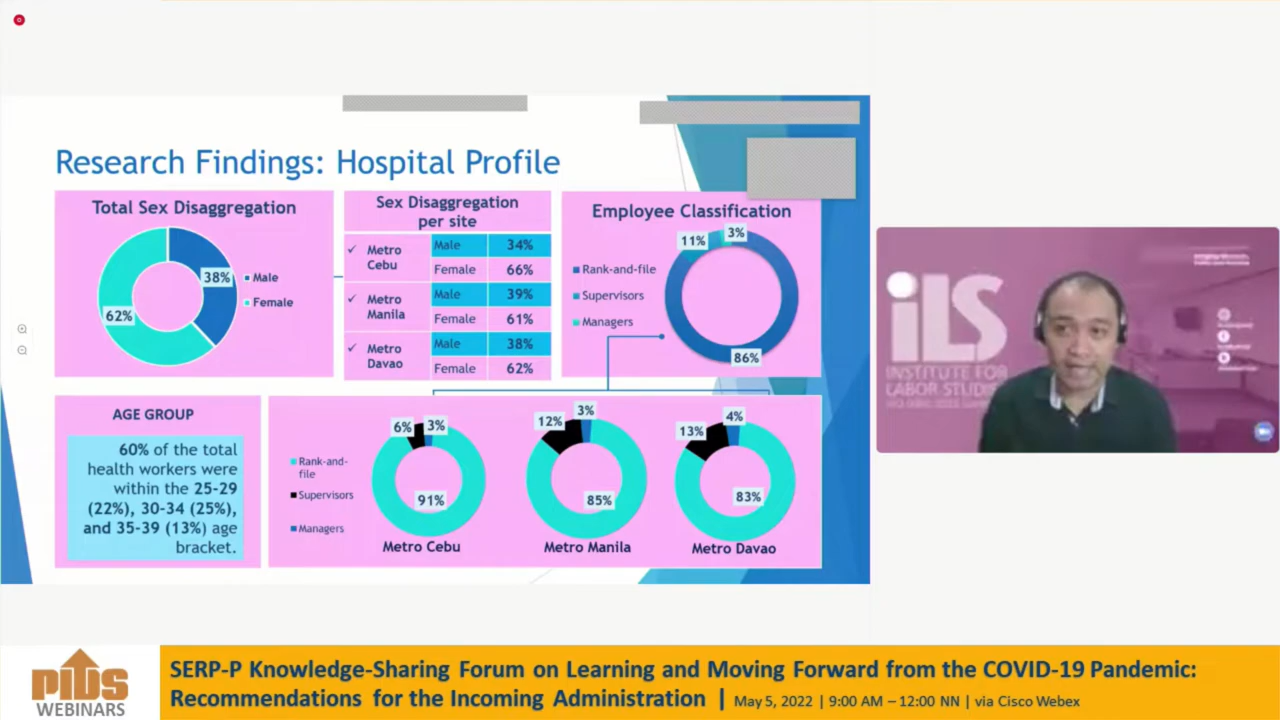 Research Findings: Hospital Profile
Total Sex Disaggregation
38%
62%
Male
Female
Sex Disaggregation
per site
Metro
Cebu
Male 34%
Female 66%
Metro
Manila
Male 39%
Female 61%
Metro
Davao
Male 38%
Female 62%
Employee Classification
Rank-and-file
Supervisors
Managers
11%
3%
86%
AGE GROUP
60% of the total
health workers were
within the 25-29
(22%), 30-34 (25%),
and 35-39 (13%) age
bracket.
Rank-and-
file
Supervisors
Managers
6%
3%
91%
Metro Cebu
12%
3%
85%
Metro Manila
13%
4%
83%
Metro Davao
iLS
INSTITUTE FOR
LABOR STUDIES
PIDS
WEBINARS
SERP-P Knowledge-Sharing Forum on Learning and Moving Forward from the COVID-19 Pandemic:
Recommendations for the Incoming Administration | May 5, 2022 | 9:00 AM – 12:00 NN | via Cisco Webex